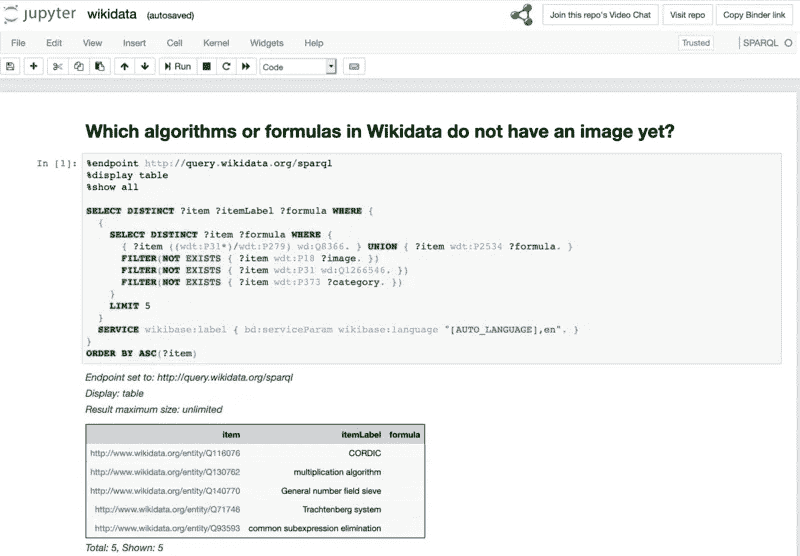 jupyter wikidata (autosaved)
Join this repo's Video Chat Visit repo Copy Binder link
File Edit View Insert Cell Kernel Widgets Help
Trusted SPARQL
Run Code
Which algorithms or formulas in Wikidata do not have an image yet?
In [1]: %endpoint http://query.wikidata.org/sparql
%display table
%show all
SELECT DISTINCT ?item ?itemLabel ?formula WHERE {
{
SELECT DISTINCT ?item ?formula WHERE {
{ ?item ((wdt:P31*)/wdt:P279) wd:Q8366. } UNION { ?item wdt:P2534 ?formula. }
FILTER(NOT EXISTS { ?item wdt:P18 ?image. })
FILTER(NOT EXISTS { ?item wdt:P31 wd:Q1266546. })
FILTER(NOT EXISTS { ?item wdt:P373 ?category. })
}
LIMIT 5
}
SERVICE wikibase:label { bd:serviceParam wikibase:language "[AUTO_LANGUAGE],en". }
}
ORDER BY ASC(?item)
Endpoint set to: http://query.wikidata.org/sparql
Display: table
Result maximum size: unlimited
item itemLabel formula
http://www.wikidata.org/entity/Q116076 CORDIC
http://www.wikidata.org/entity/Q130762 multiplication algorithm
http://www.wikidata.org/entity/Q140770 General number field sieve
http://www.wikidata.org/entity/Q71746 Trachtenberg system
http://www.wikidata.org/entity/Q93593 common subexpression elimination
Total: 5, Shown: 5